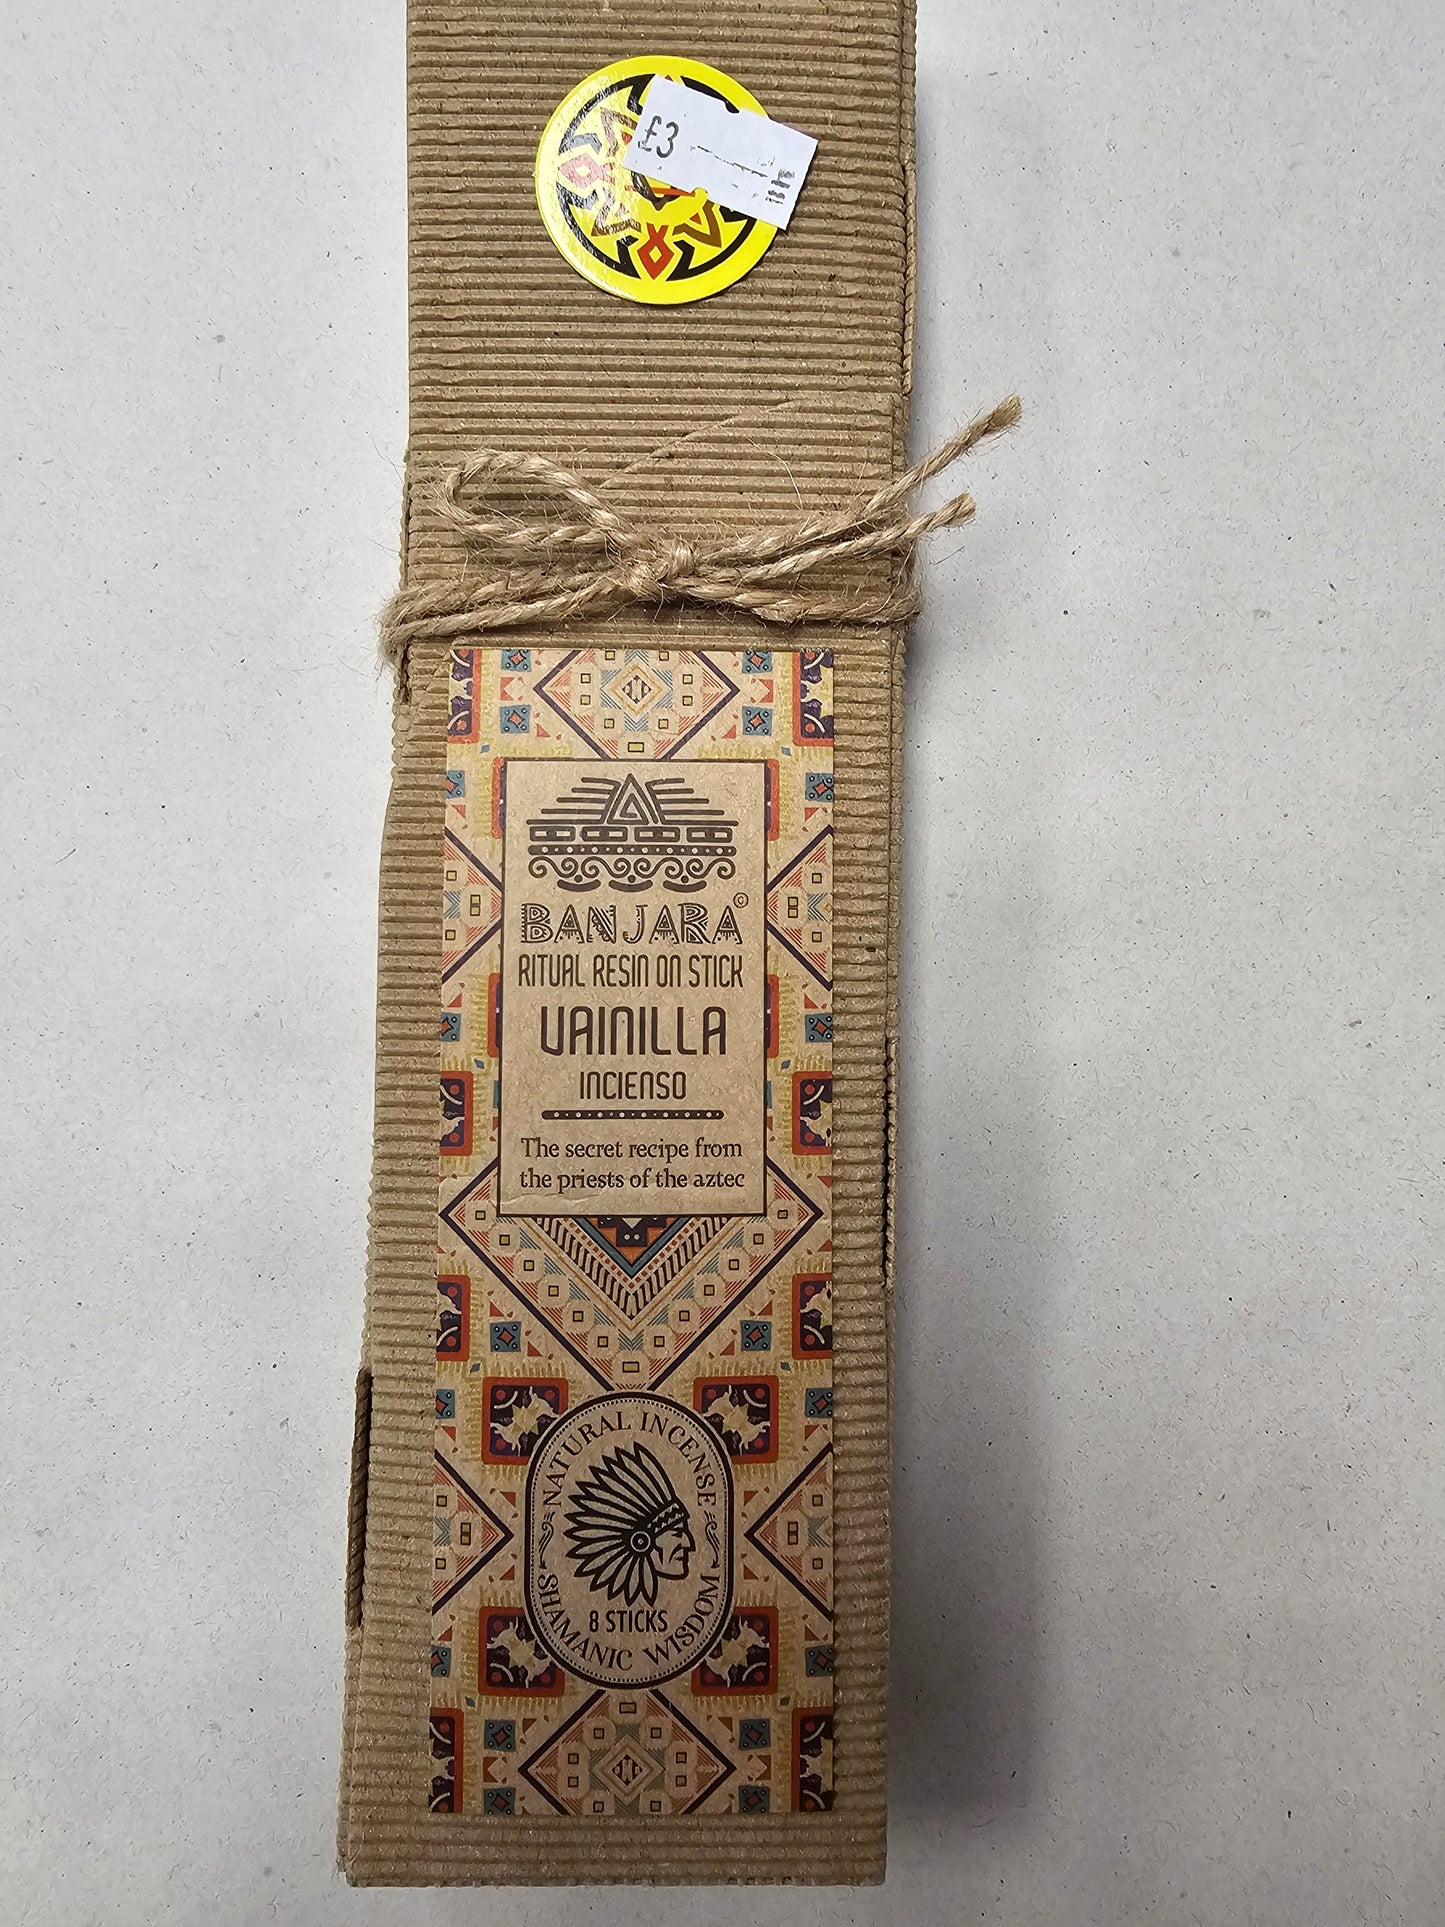 £3
BANJARA©
RITUAL RESIN ON STICK
VAINILLA
INCIENSO
The secret recipe from
the priests of the aztec
NATURAL INCENSE
8 STICKS
SHAMANIC WISDOM